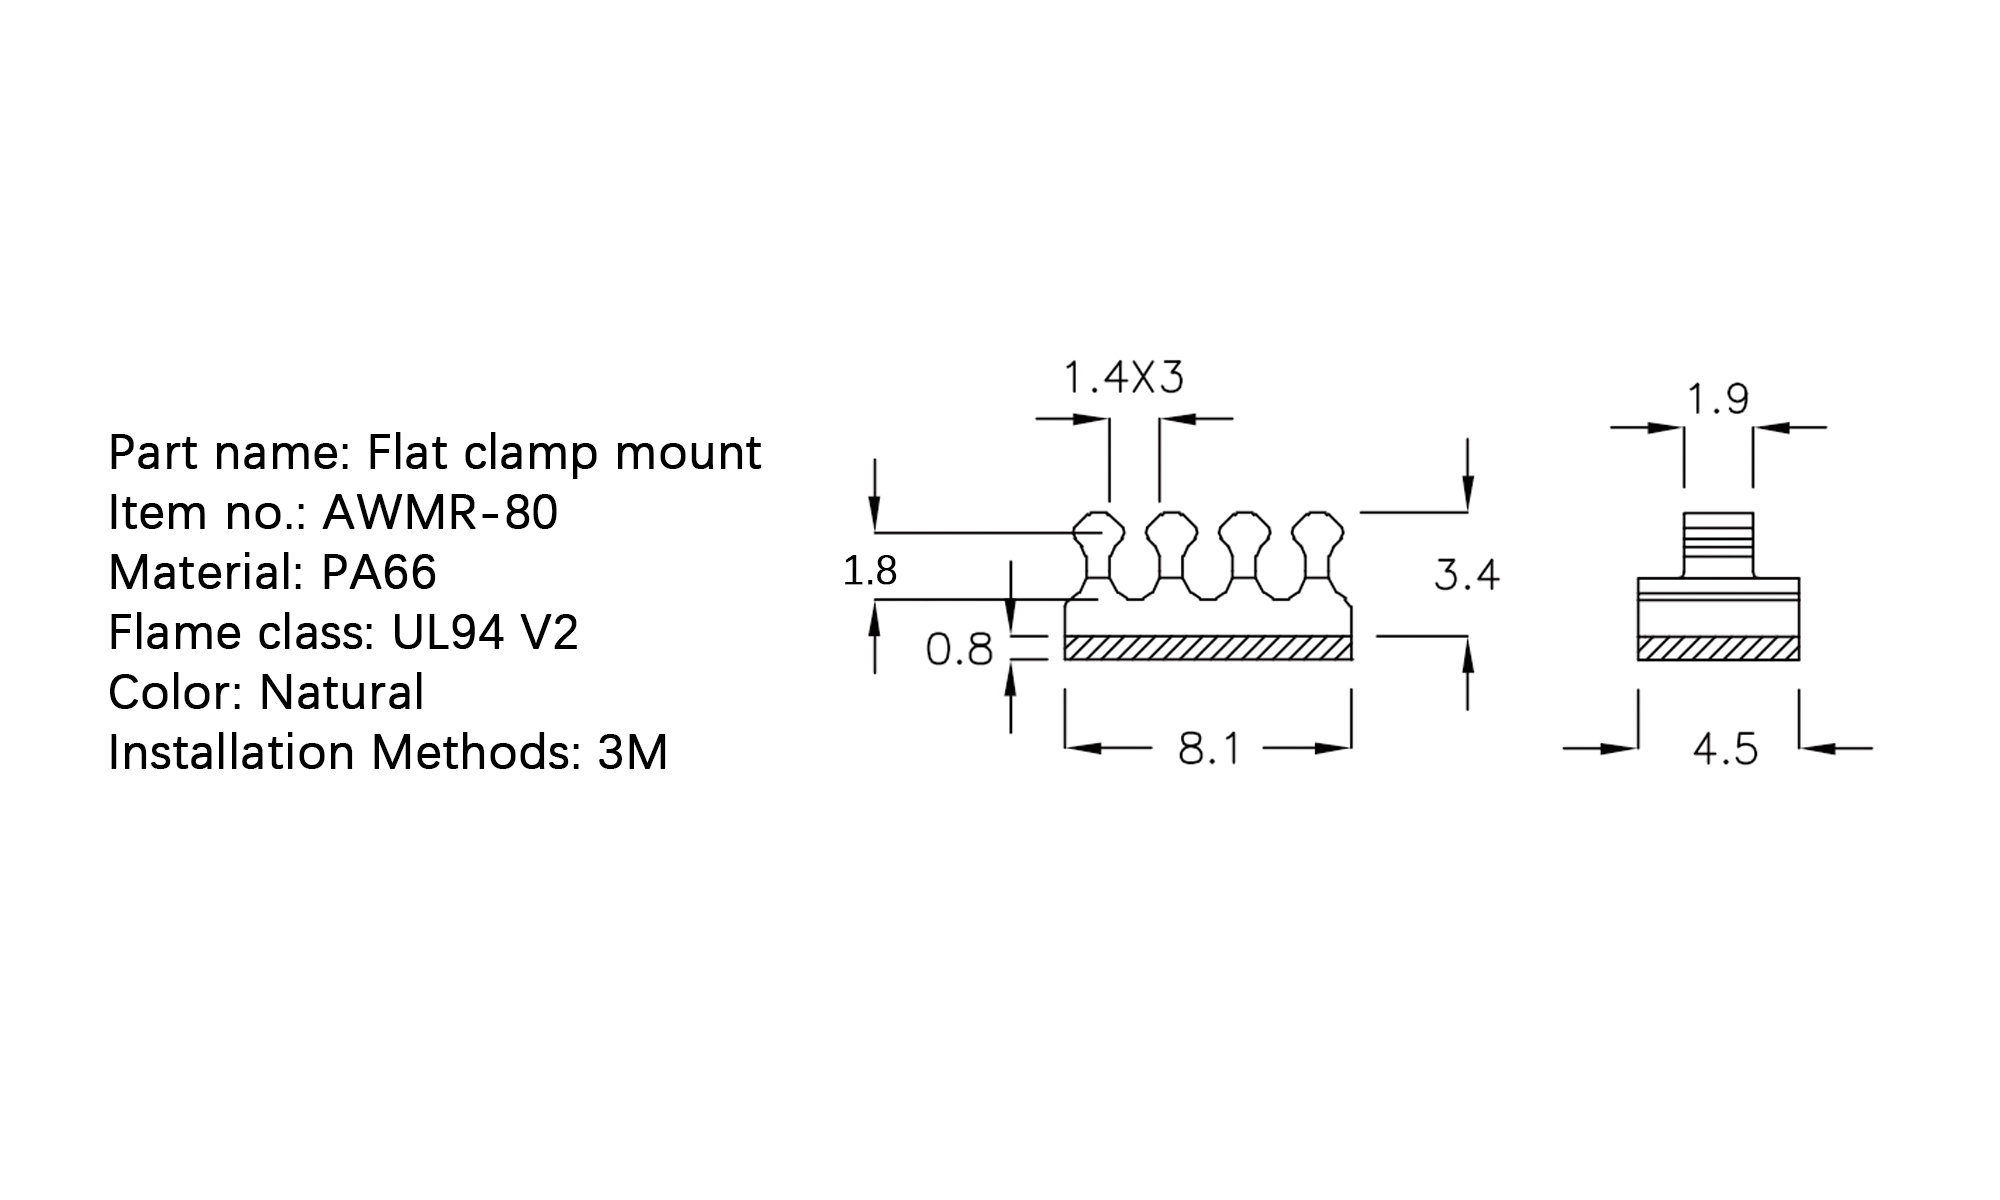 Part name: Flat clamp mount
Item no.: AWMR-80
Material: PA66
Flame class: UL94 V2
Color: Natural
Installation Methods: 3M
1.4X3
1.9
1.8
3.4
0.8
8.1
4.5